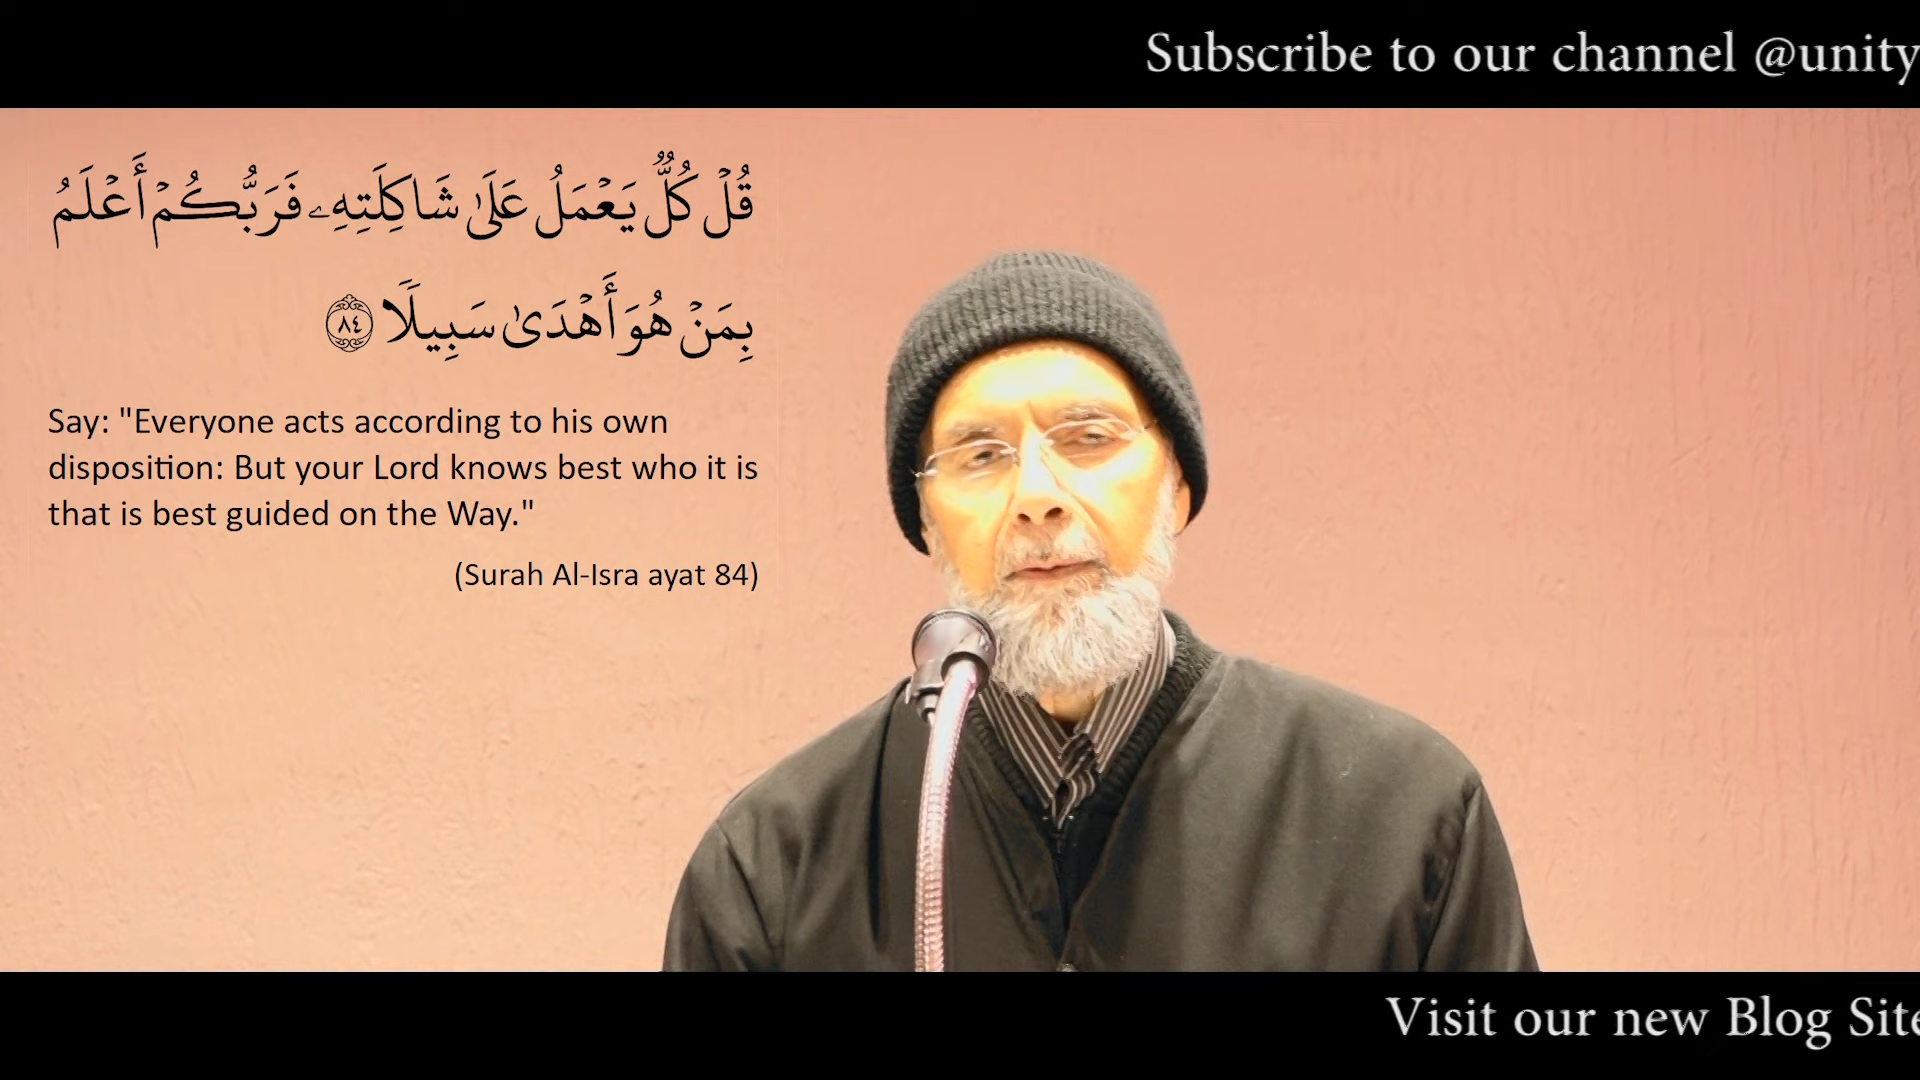 Subscribe to our channel @unity
قُلۡ كُلّٞ يَعۡمَلُ عَلَىٰ شَاكِلَتِهِۦ فَرَبُّكُمۡ أَعۡلَمُ
بِمَنۡ هُوَ أَهۡدَىٰ سَبِيلٗا ٨٤
Say: "Everyone acts according to his own
disposition: But your Lord knows best who it is
that is best guided on the Way."
(Surah Al-Isra ayat 84)
Visit our new Blog Site